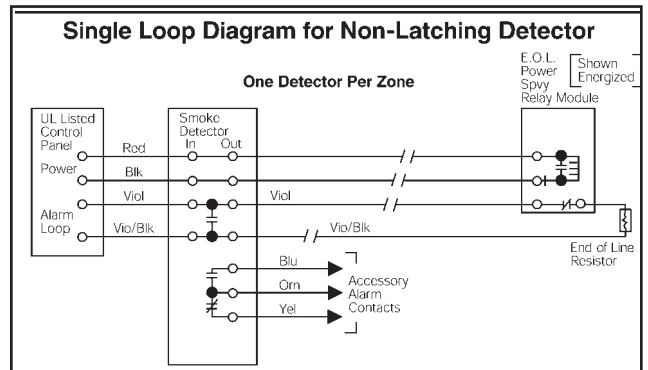 Single Loop Diagram for Non-Latching Detector
One Detector Per Zone
E.O.L.
Power
Spvy
Relay Module
Shown
Energized
UL Listed
Control
Panel
Power
Alarm
Loop
Smoke
Detector
In Out
Red
Blk
Viol
Vio/Blk
Viol
Vio/Blk
End of Line
Resistor
Blu
Orn
Yel
Accessory
Alarm
Contacts